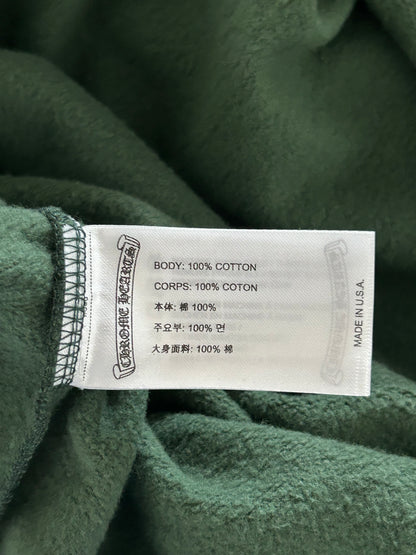 CHROME HEARTS
BODY: 100% COTTON
CORPS: 100% COTON
本体: 棉 100%
주요부: 100% 면
大身面料: 100% 棉
MADE IN U.S.A.